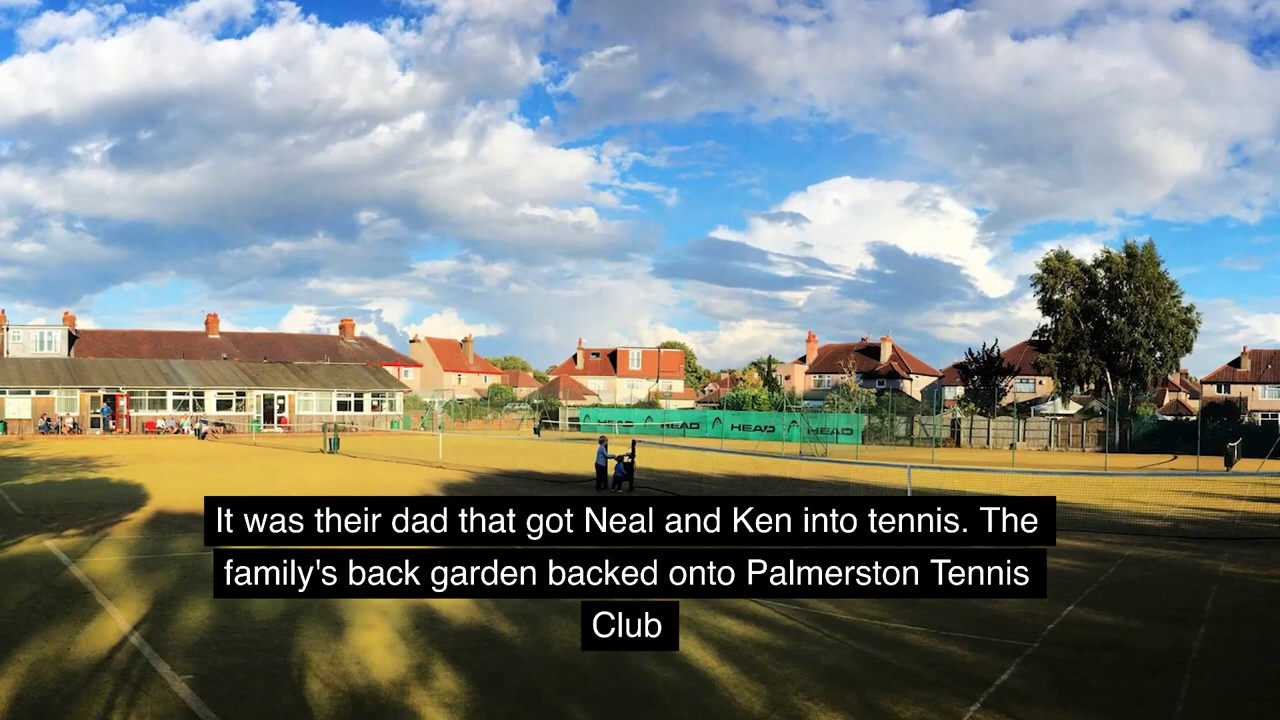 HEAD HEAD HEAD
It was their dad that got Neal and Ken into tennis. The
family's back garden backed onto Palmerston Tennis
Club